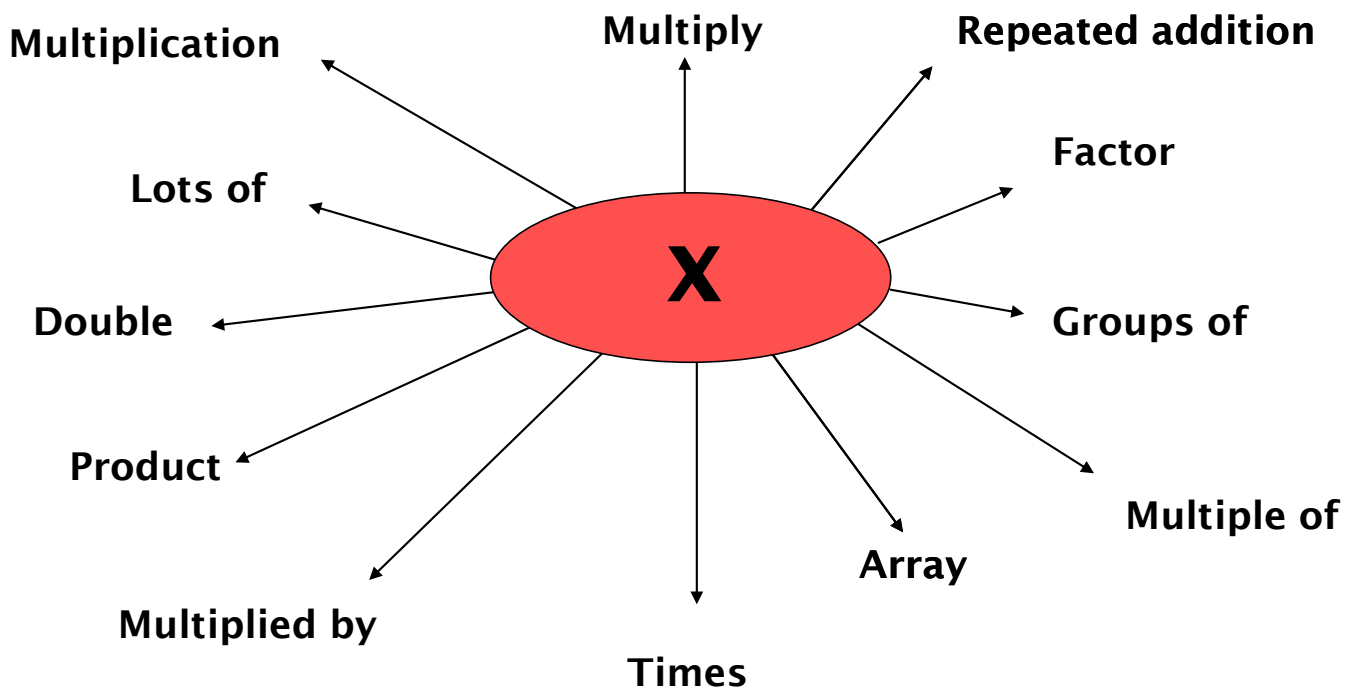 Multiplication
Multiply
Repeated addition
Factor
Lots of
X
Double
Groups of
Product
Multiple of
Array
Multiplied by
Times